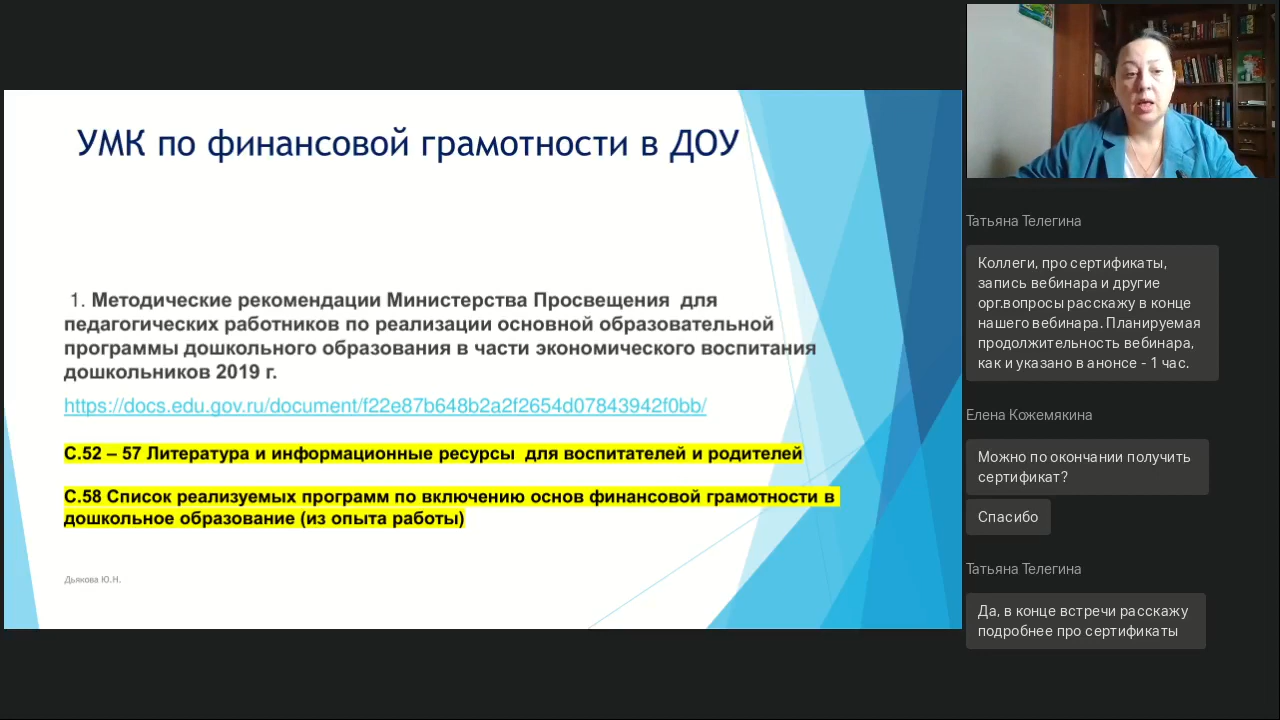 УМК по финансовой грамотности в ДОУ
1. Методические рекомендации Министерства Просвещения для
педагогических работников по реализации основной образовательной
программы дошкольного образования в части экономического воспитания
дошкольников 2019 г.
https://docs.edu.gov.ru/document/f22e87b648b2a2f2654d07843942f0bb/
С.52 – 57 Литература и информационные ресурсы для воспитателей и родителей
С.58 Список реализуемых программ по включению основ финансовой грамотности в
дошкольное образование (из опыта работы)
Дьякова Ю.Н.
Татьяна Телегина
Коллеги, про сертификаты,
запись вебинара и другие
орг.вопросы расскажу в конце
нашего вебинара. Планируемая
продолжительность вебинара,
как и указано в анонсе - 1 час.
Елена Кожемякина
Можно по окончании получить
сертификат?
Спасибо
Татьяна Телегина
Да, в конце встречи расскажу
подробнее про сертификаты